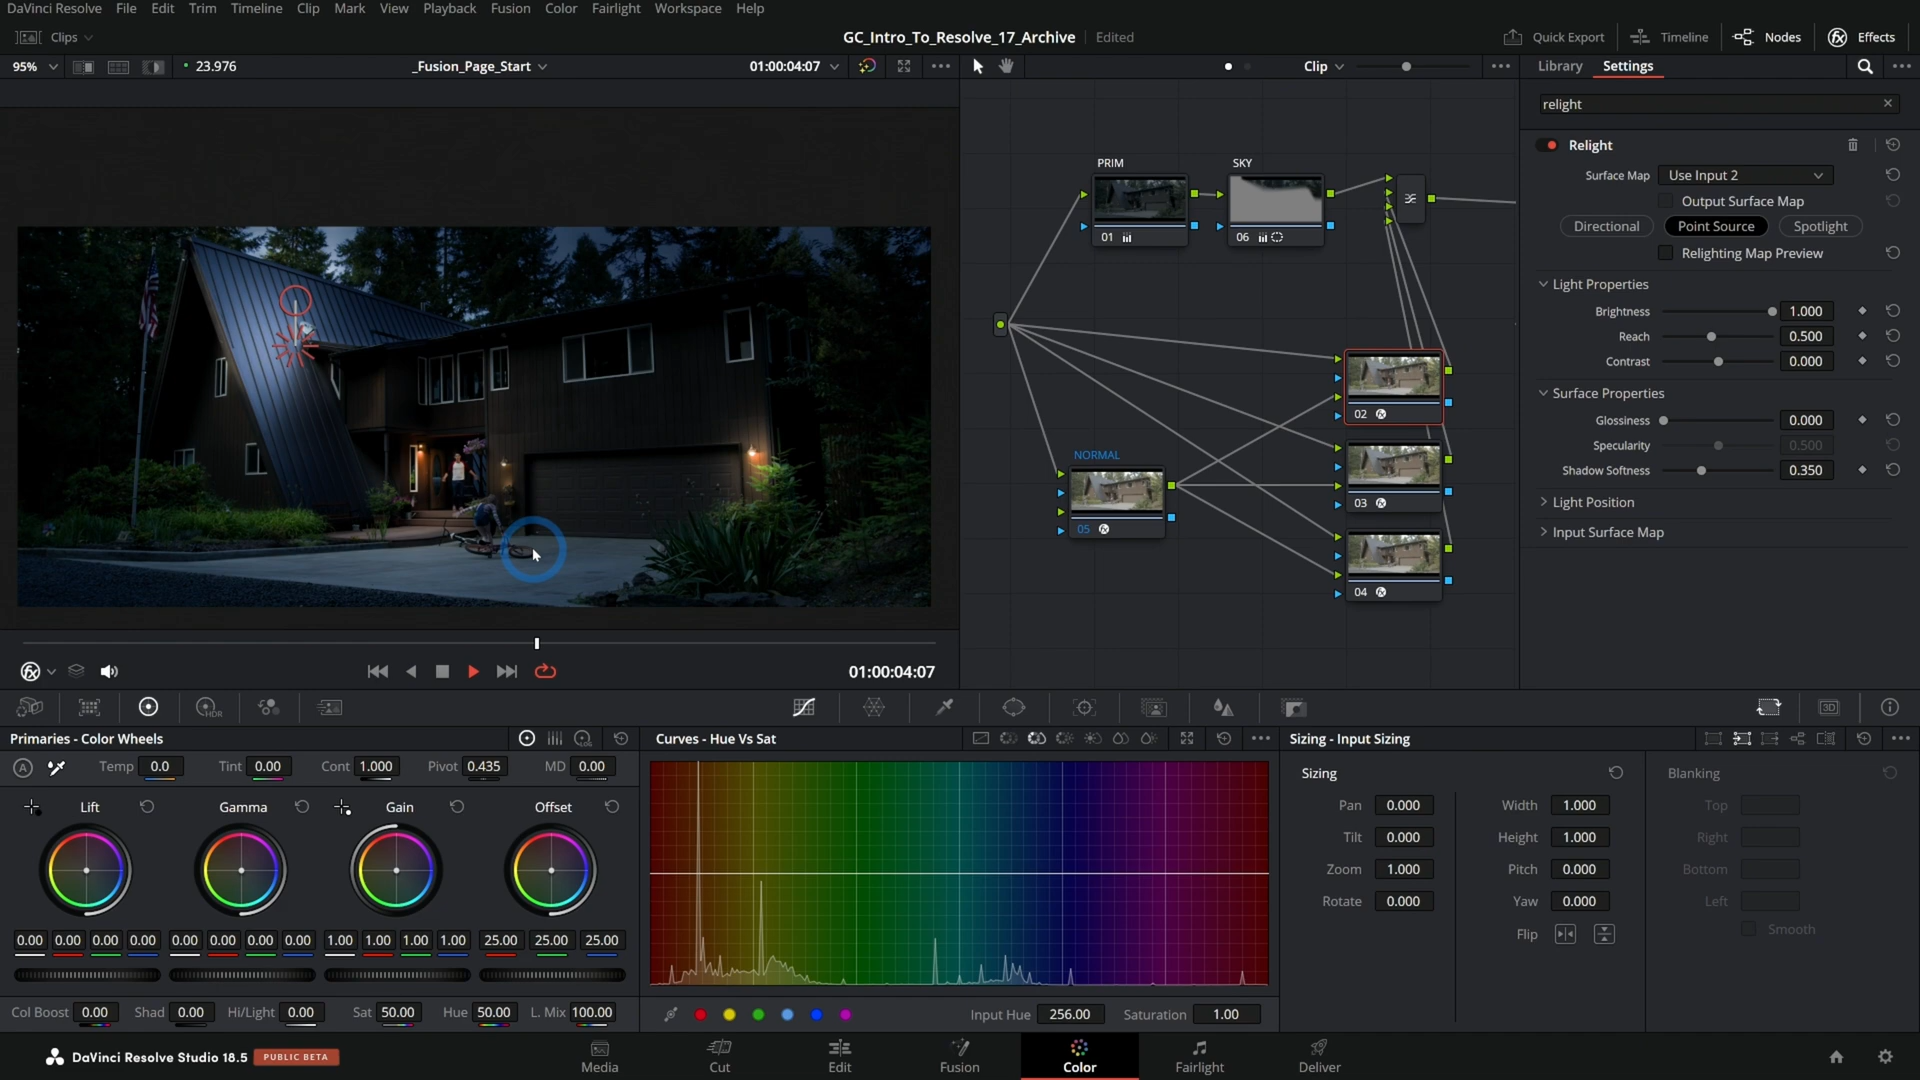 DaVinci Resolve File Edit Trim Timeline Clip Mark View Playback Fusion Color Fairlight Workspace Help
Clips
GC_Intro_To_Resolve_17_Archive Edited
Quick Export Timeline Nodes Effects
95% 23.976 _Fusion_Page_Start 01:00:04:07 Clip
Library Settings
relight
Relight
Surface Map Use Input 2
Output Surface Map
Directional Point Source Spotlight
Relighting Map Preview
Light Properties
Brightness 1.000
Reach 0.500
Contrast 0.000
Surface Properties
Glossiness 0.000
Specularity 0.500
Shadow Softness 0.350
Light Position
Input Surface Map
PRIM SKY
01 06
02
NORMAL
03
05
04
01:00:04:07
HDR
3D
Primaries - Color Wheels
LOG
Curves - Hue Vs Sat
Sizing - Input Sizing
A Temp 0.0 Tint 0.00 Cont 1.000 Pivot 0.435 MD 0.00
Lift Gamma Gain Offset
0.00 0.00 0.00 0.00 0.00 0.00 0.00 0.00 1.00 1.00 1.00 1.00 25.00 25.00 25.00
Col Boost 0.00 Shad 0.00 Hi/Light 0.00 Sat 50.00 Hue 50.00 L. Mix 100.00
Input Hue 256.00 Saturation 1.00
Sizing Blanking
Pan 0.000 Width 1.000 Top
Tilt 0.000 Height 1.000 Right
Zoom 1.000 Pitch 0.000 Bottom
Rotate 0.000 Yaw 0.000 Left
Flip Smooth
DaVinci Resolve Studio 18.5 PUBLIC BETA
Media Cut Edit Fusion Color Fairlight Deliver